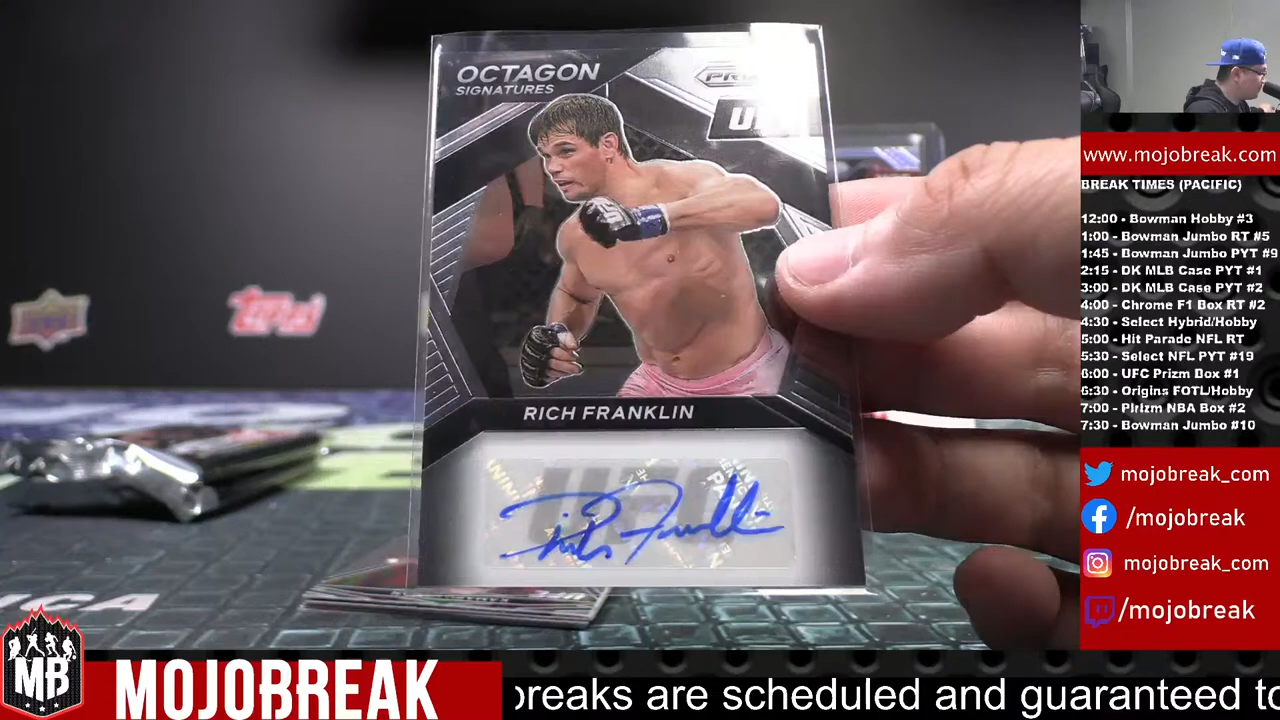 OCTAGON
SIGNATURES
RICH FRANKLIN
www.mojobreak.com
BREAK TIMES (PACIFIC)
12:00 - Bowman Hobby #3
1:00 - Bowman Jumbo RT #5
1:45 - Bowman Jumbo PYT #9
2:15 - DK MLB Case PYT #1
3:00 - DK MLB Case PYT #2
4:00 - Chrome F1 Box RT #2
4:30 - Select Hybrid/Hobby
5:00 - Hit Parade NFL RT
5:30 - Select NFL PYT #19
6:00 - UFC Prizm Box #1
6:30 - Origins FOTL/Hobby
7:00 - Plrizm NBA Box #2
7:30 - Bowman Jumbo #10
mojobreak_com
/mojobreak
mojobreak_com
/mojobreak
topps
ICA
MB
MOJOBREAK
breaks are scheduled and guaranteed to